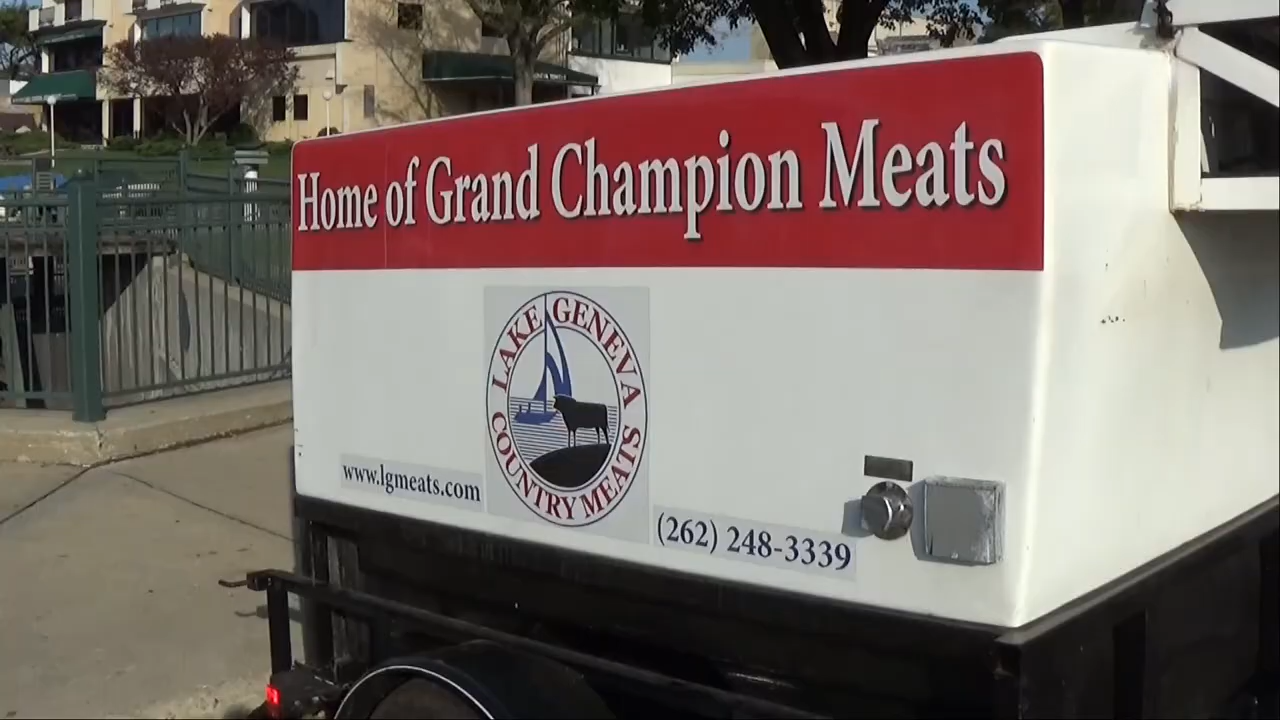 Home of Grand Champion Meats
LAKE GENEVA
COUNTRY MEATS
www.lgmeats.com
(262) 248-3339